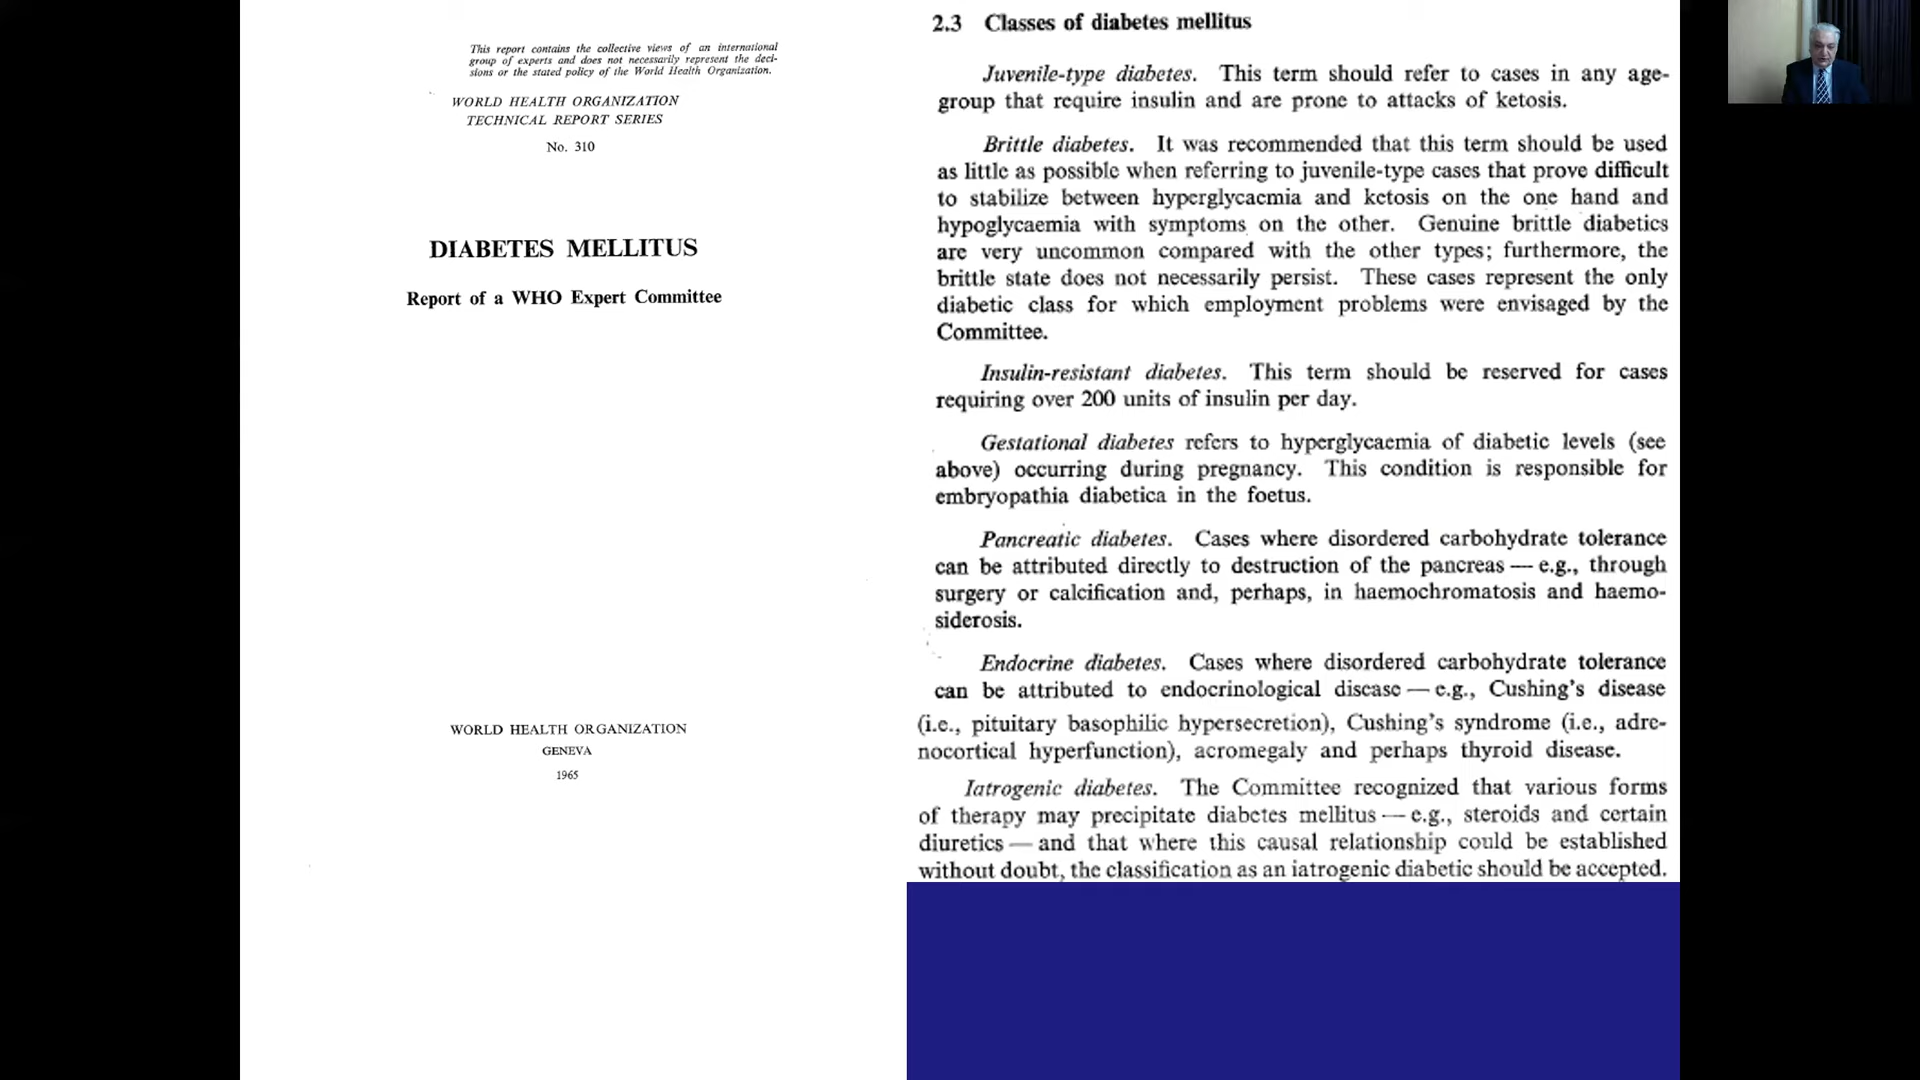 This report contains the collective views of an international
group of experts and does not necessarily represent the deci-
sions or the stated policy of the World Health Organization.
WORLD HEALTH ORGANIZATION
TECHNICAL REPORT SERIES
No. 310
DIABETES MELLITUS
Report of a WHO Expert Committee
WORLD HEALTH ORGANIZATION
GENEVA
1965
2.3 Classes of diabetes mellitus
Juvenile-type diabetes. This term should refer to cases in any age-
group that require insulin and are prone to attacks of ketosis.
Brittle diabetes. It was recommended that this term should be used
as little as possible when referring to juvenile-type cases that prove difficult
to stabilize between hyperglycaemia and ketosis on the one hand and
hypoglycaemia with symptoms on the other. Genuine brittle diabetics
are very uncommon compared with the other types; furthermore, the
brittle state does not necessarily persist. These cases represent the only
diabetic class for which employment problems were envisaged by the
Committee.
Insulin-resistant diabetes. This term should be reserved for cases
requiring over 200 units of insulin per day.
Gestational diabetes refers to hyperglycaemia of diabetic levels (see
above) occurring during pregnancy. This condition is responsible for
embryopathia diabetica in the foetus.
Pancreatic diabetes. Cases where disordered carbohydrate tolerance
can be attributed directly to destruction of the pancreas — e.g., through
surgery or calcification and, perhaps, in haemochromatosis and haemo-
siderosis.
Endocrine diabetes. Cases where disordered carbohydrate tolerance
can be attributed to endocrinological disease — e.g., Cushing's disease
(i.e., pituitary basophilic hypersecretion), Cushing's syndrome (i.e., adre-
nocortical hyperfunction), acromegaly and perhaps thyroid disease.
Iatrogenic diabetes. The Committee recognized that various forms
of therapy may precipitate diabetes mellitus — e.g., steroids and certain
diuretics — and that where this causal relationship could be established
without doubt, the classification as an iatrogenic diabetic should be accepted.